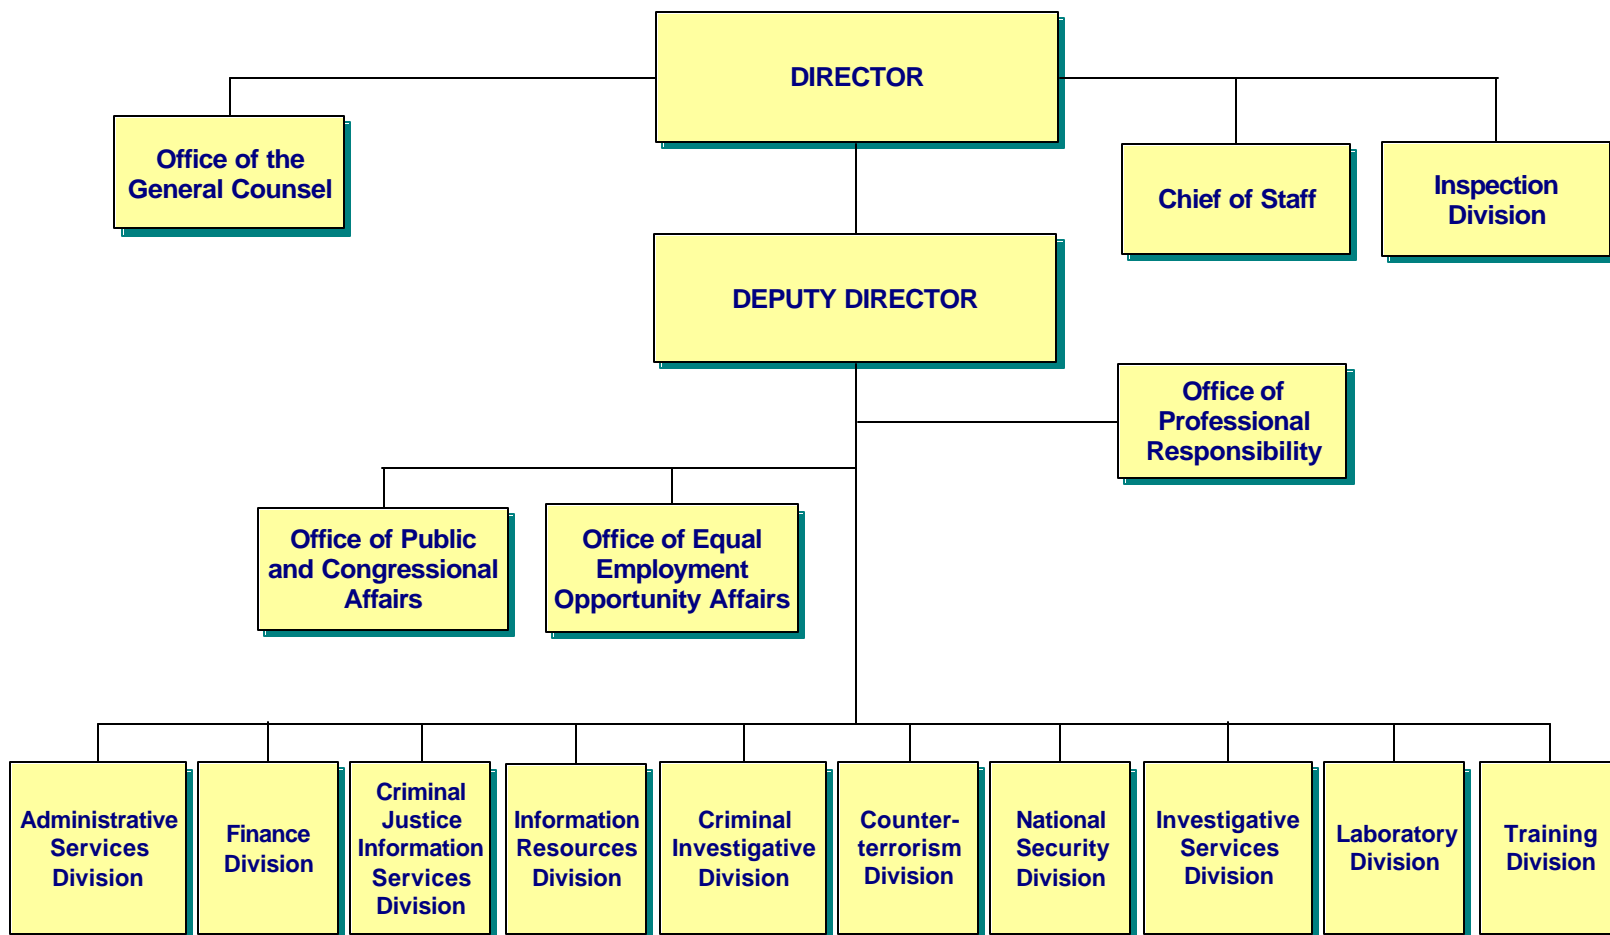 DIRECTOR
Office of the
General Counsel
Chief of Staff
Inspection
Division
DEPUTY DIRECTOR
Office of
Professional
Responsibility
Office of Public
and Congressional
Affairs
Office of Equal
Employment
Opportunity Affairs
Administrative
Services
Division
Finance
Division
Criminal
Justice
Information
Services
Division
Information
Resources
Division
Criminal
Investigative
Division
Counter-
terrorism
Division
National
Security
Division
Investigative
Services
Division
Laboratory
Division
Training
Division